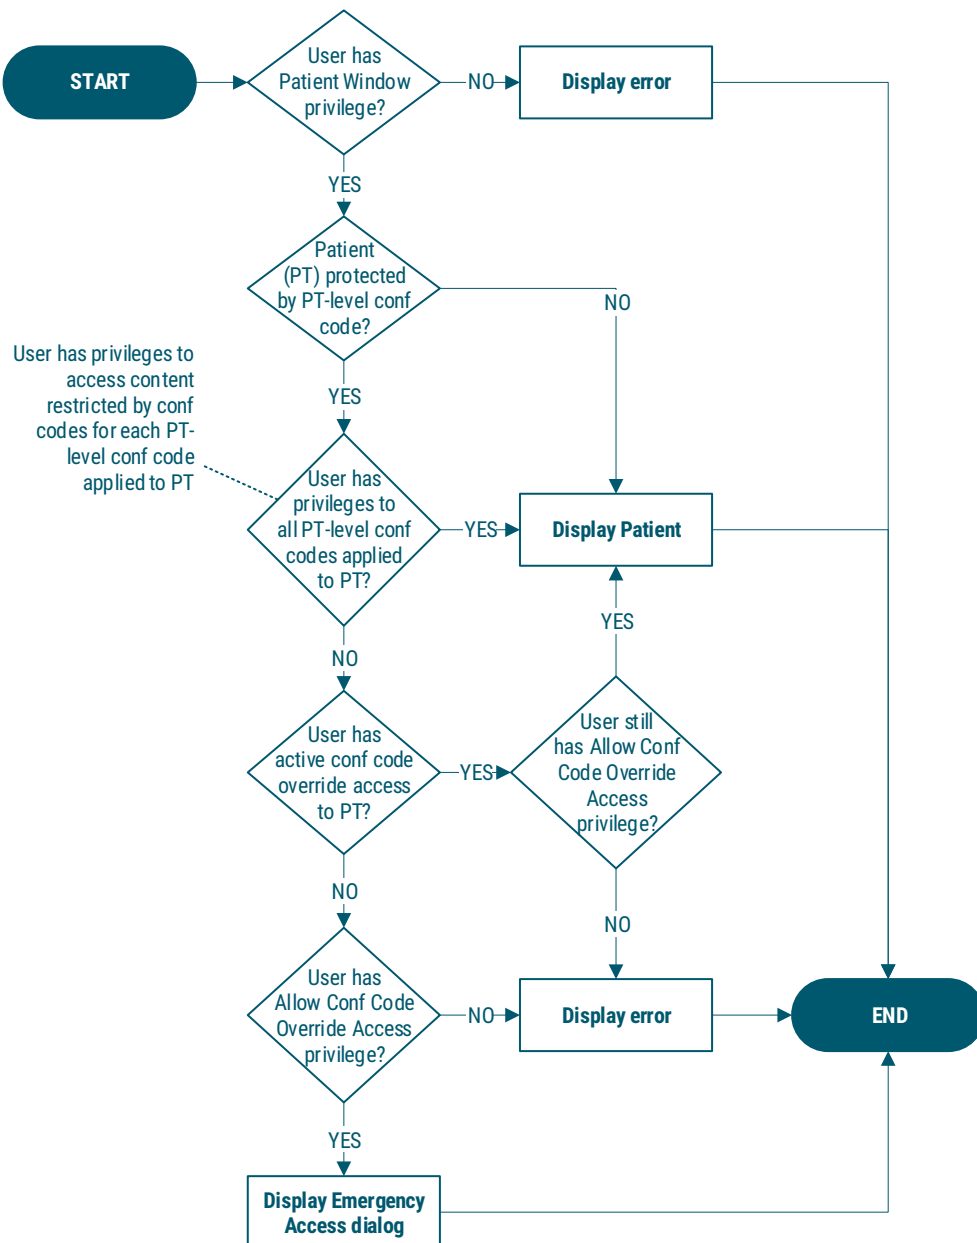 START
User has
Patient Window
privilege?
NO
Display error
YES
Patient
(PT) protected
by PT-level conf
code?
NO
YES
User has privileges to
access content
restricted by conf
codes for each PT-
level conf code
applied to PT
User has
privileges to
all PT-level conf
codes applied
to PT?
YES
Display Patient
YES
NO
User has
active conf code
override access
to PT?
YES
User still
has Allow Conf
Code Override
Access
privilege?
NO
NO
User has
Allow Conf Code
Override Access
privilege?
NO
Display error
END
YES
Display Emergency
Access dialog